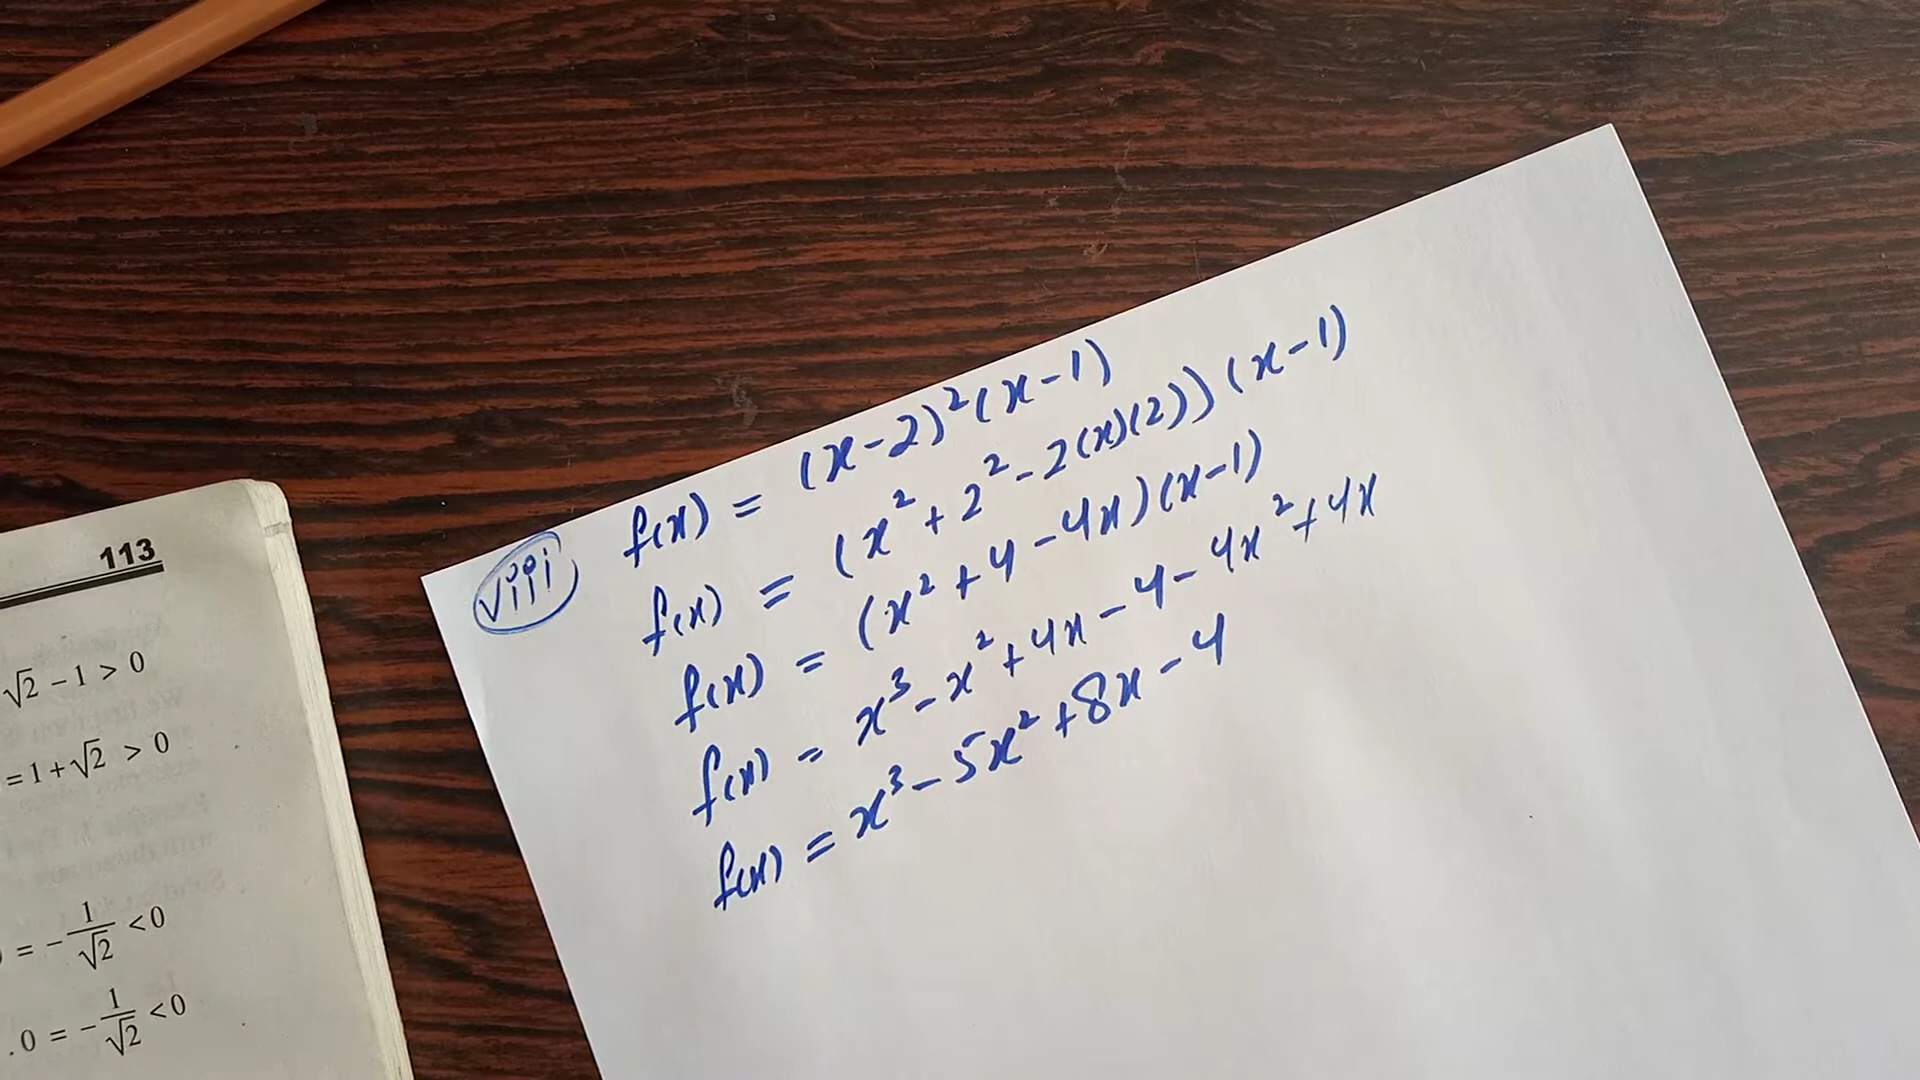 113
√2 − 1 > 0
= 1 + √2 > 0
= − 1/√2 < 0
.0 = − 1/√2 < 0
viii f(x) = (x-2)²(x-1)
f(x) = (x² + 2² - 2(x)(2)) (x-1)
f(x) = (x² + 4 - 4x)(x-1)
f(x) = x³ - x² + 4x - 4 - 4x² + 4x
f(x) = x³ - 5x² + 8x - 4